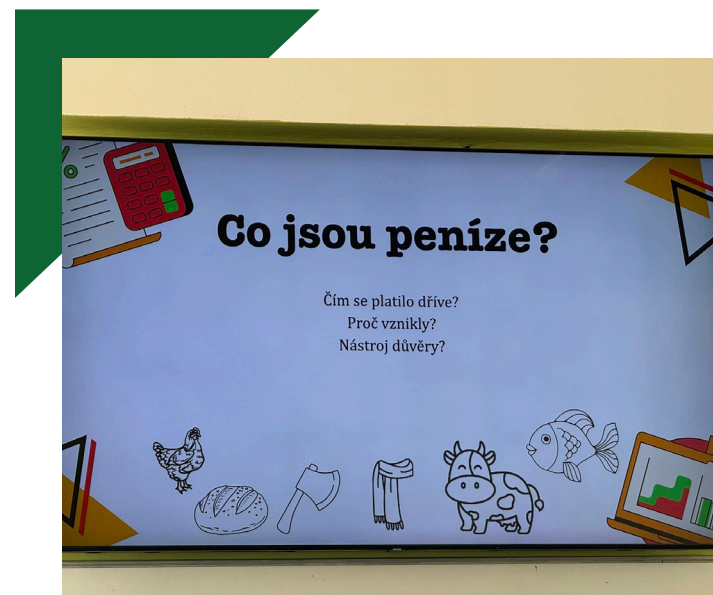 Co jsou peníze?
Čím se platilo dříve?
Proč vznikly?
Nástroj důvěry?